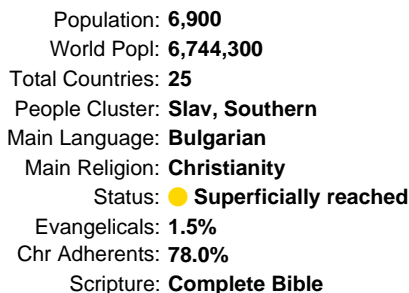 Population: 6,900
World Popl: 6,744,300
Total Countries: 25
People Cluster: Slav, Southern
Main Language: Bulgarian
Main Religion: Christianity
Status: Superficially reached
Evangelicals: 1.5%
Chr Adherents: 78.0%
Scripture: Complete Bible